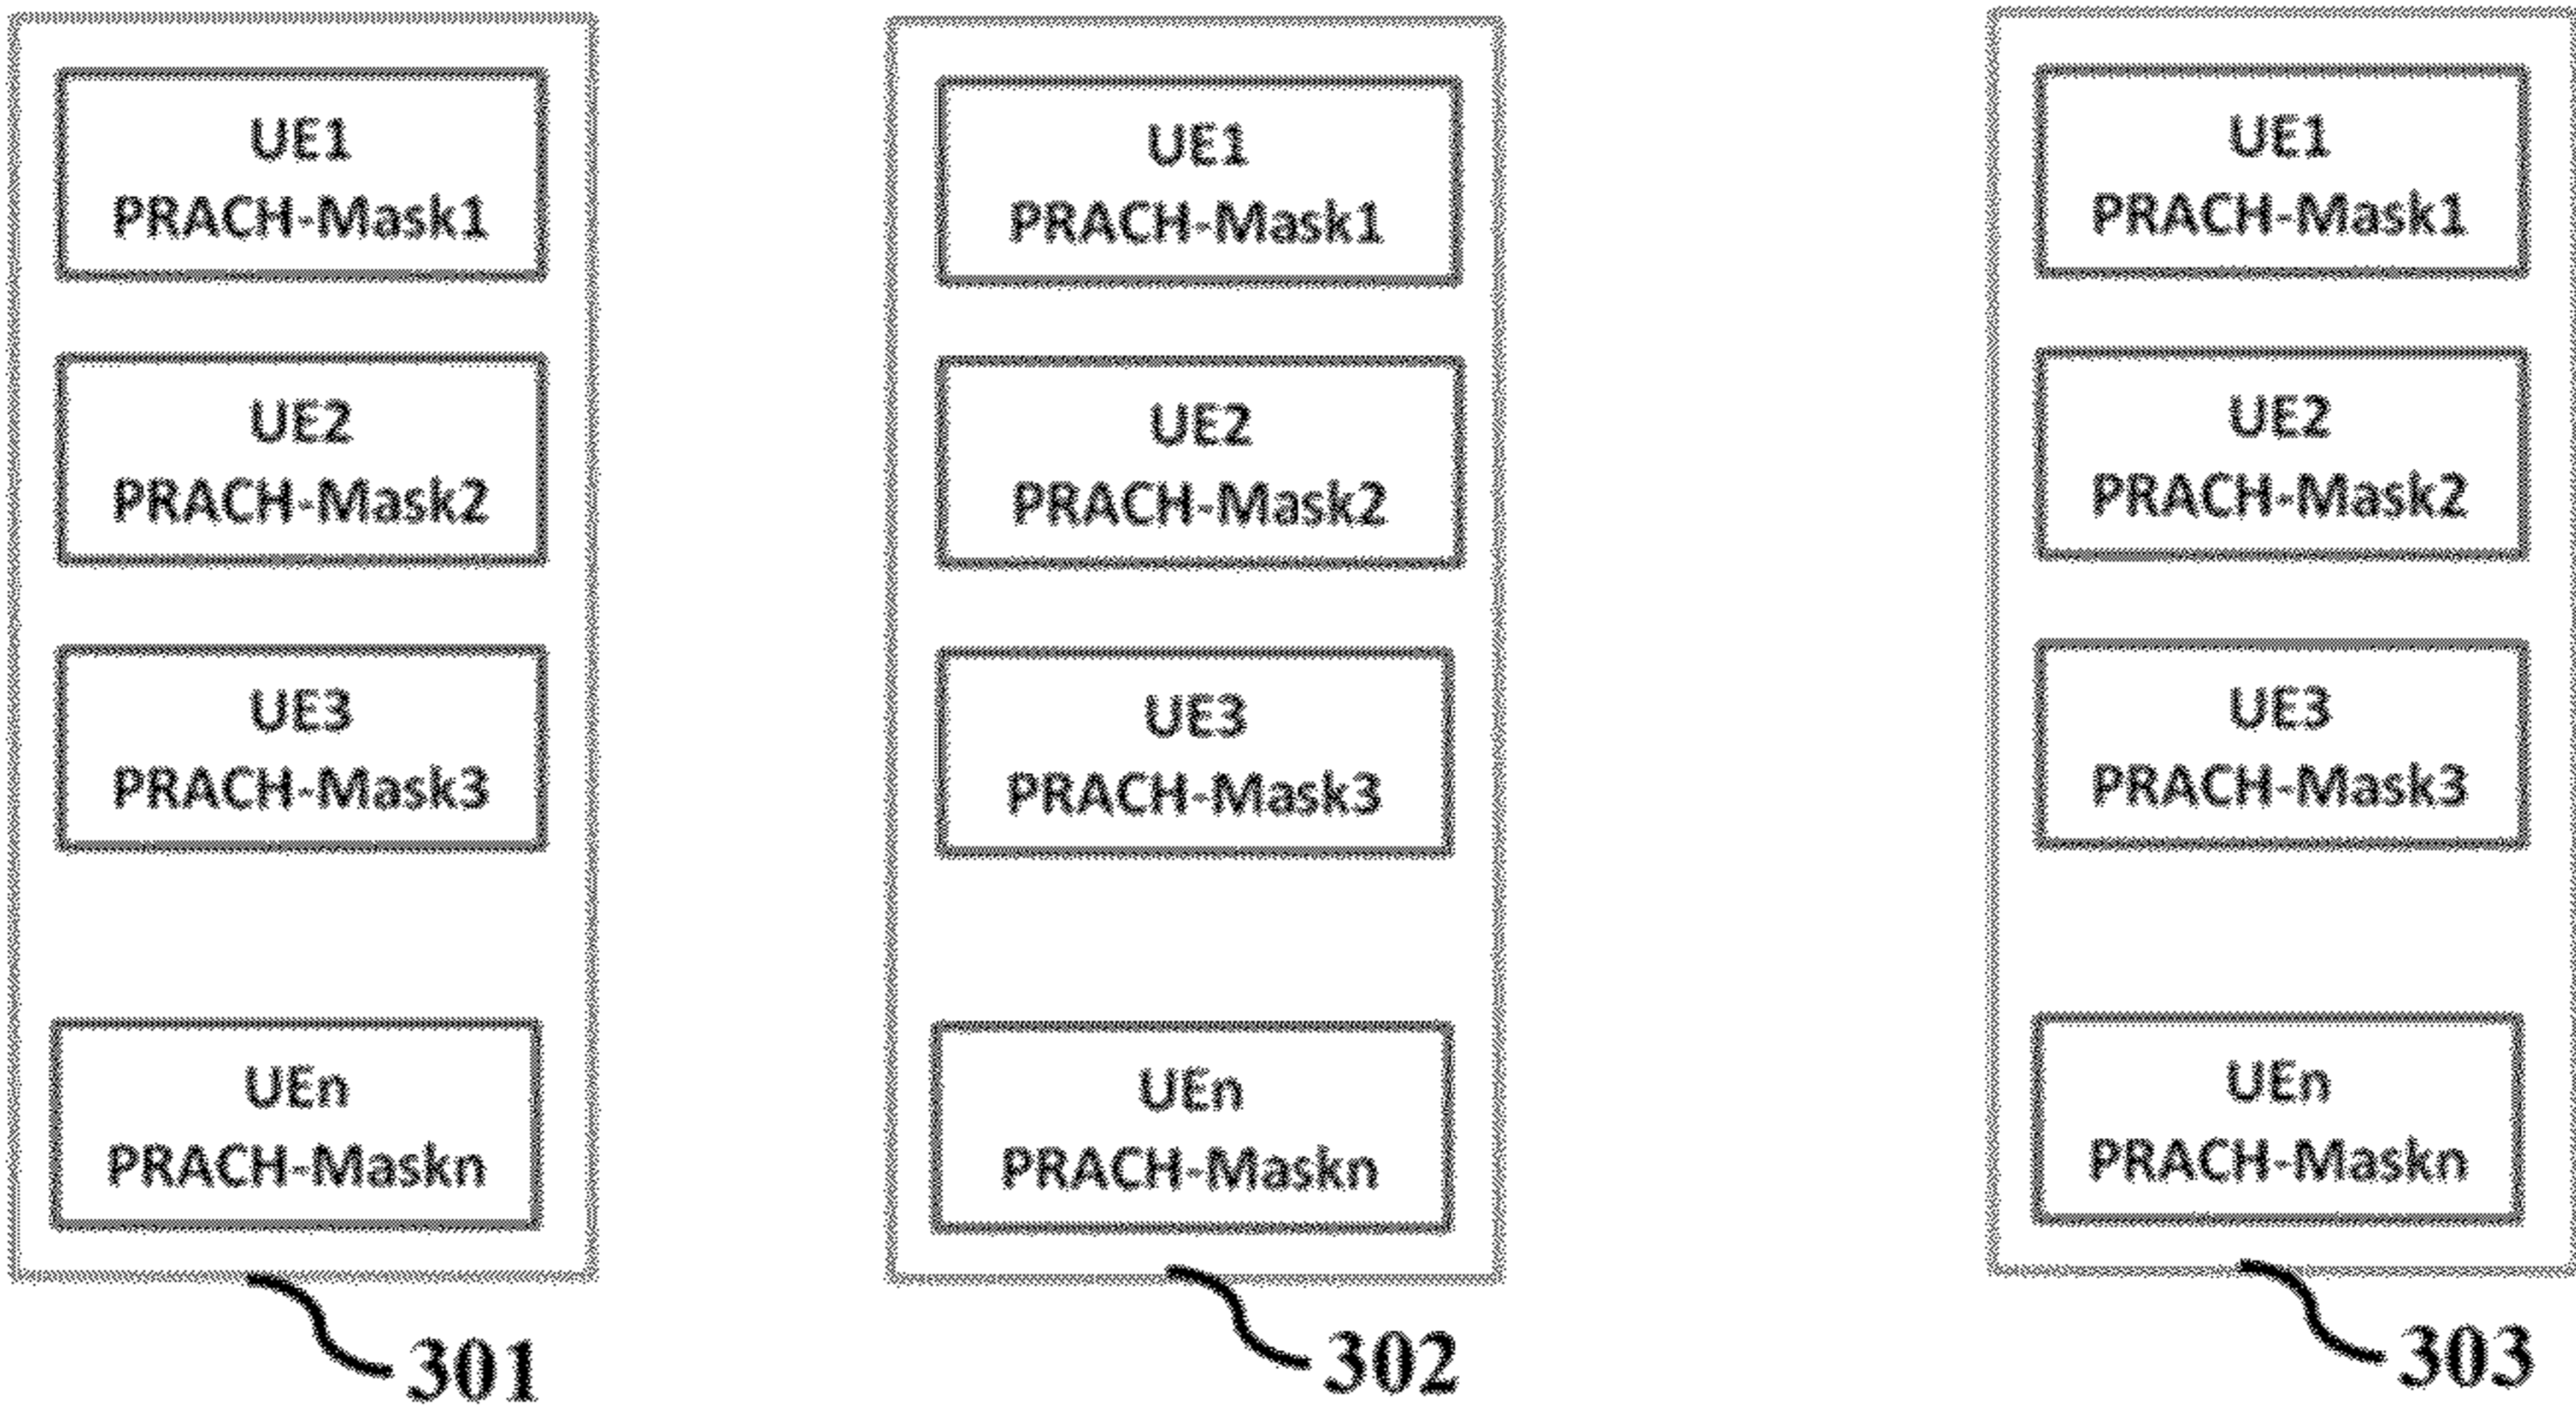 UE1
PRACH-Mask1
UE2
PRACH-Mask2
UE3
PRACH-Mask3
UEn
PRACH-Maskn
301
UE1
PRACH-Mask1
UE2
PRACH-Mask2
UE3
PRACH-Mask3
UEn
PRACH-Maskn
302
UE1
PRACH-Mask1
UE2
PRACH-Mask2
UE3
PRACH-Mask3
UEn
PRACH-Maskn
303